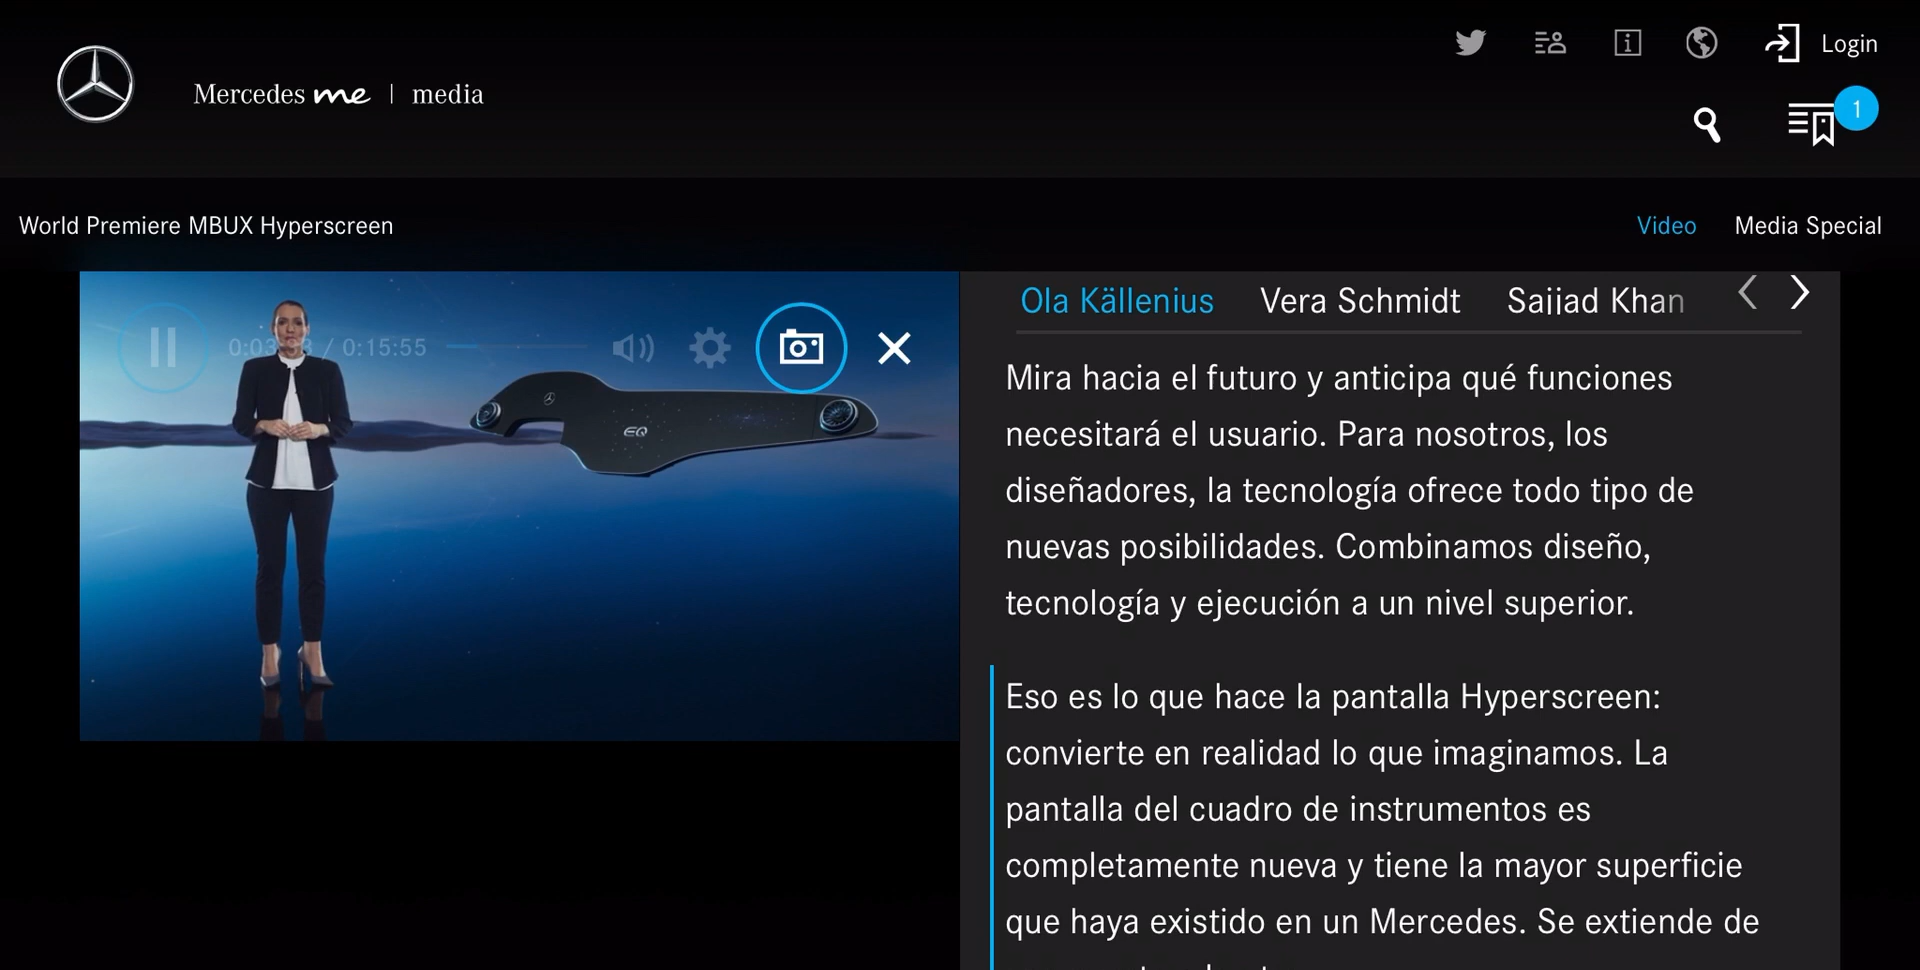 Login
Mercedes me | media
1
World Premiere MBUX Hyperscreen
Video
Media Special
0:03 / 0:15:55
EQ
Ola Källenius
Vera Schmidt
Sajjad Khan
Mira hacia el futuro y anticipa qué funciones
necesitará el usuario. Para nosotros, los
diseñadores, la tecnología ofrece todo tipo de
nuevas posibilidades. Combinamos diseño,
tecnología y ejecución a un nivel superior.
Eso es lo que hace la pantalla Hyperscreen:
convierte en realidad lo que imaginamos. La
pantalla del cuadro de instrumentos es
completamente nueva y tiene la mayor superficie
que haya existido en un Mercedes. Se extiende de